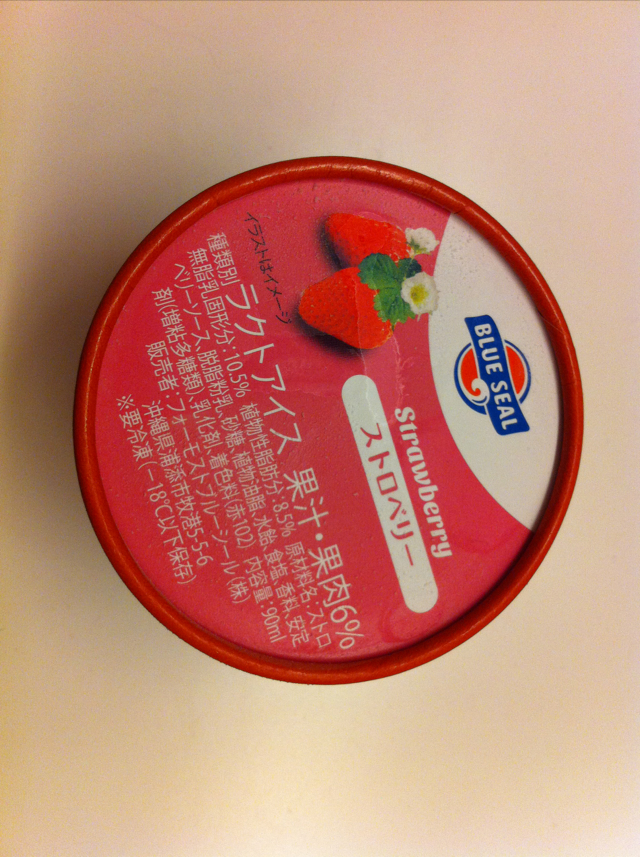 BLUE SEAL
Strawberry
ストロベリー
イラストはイメージ
種類別 ラクトアイス 果汁・果肉6%
無脂乳固形分:10.5% 植物性脂肪分:8.5% 原材料名:ストロ
ベリーソース、脱脂粉乳、砂糖、植物油脂、水飴、食塩、香料、安定
剤(増粘多糖類)、乳化剤、着色料(赤102) 内容量:90ml
販売者:フォーモストブルーシール(株)
沖縄県浦添市牧港5-5-6
※要冷凍(-18℃以下保存)